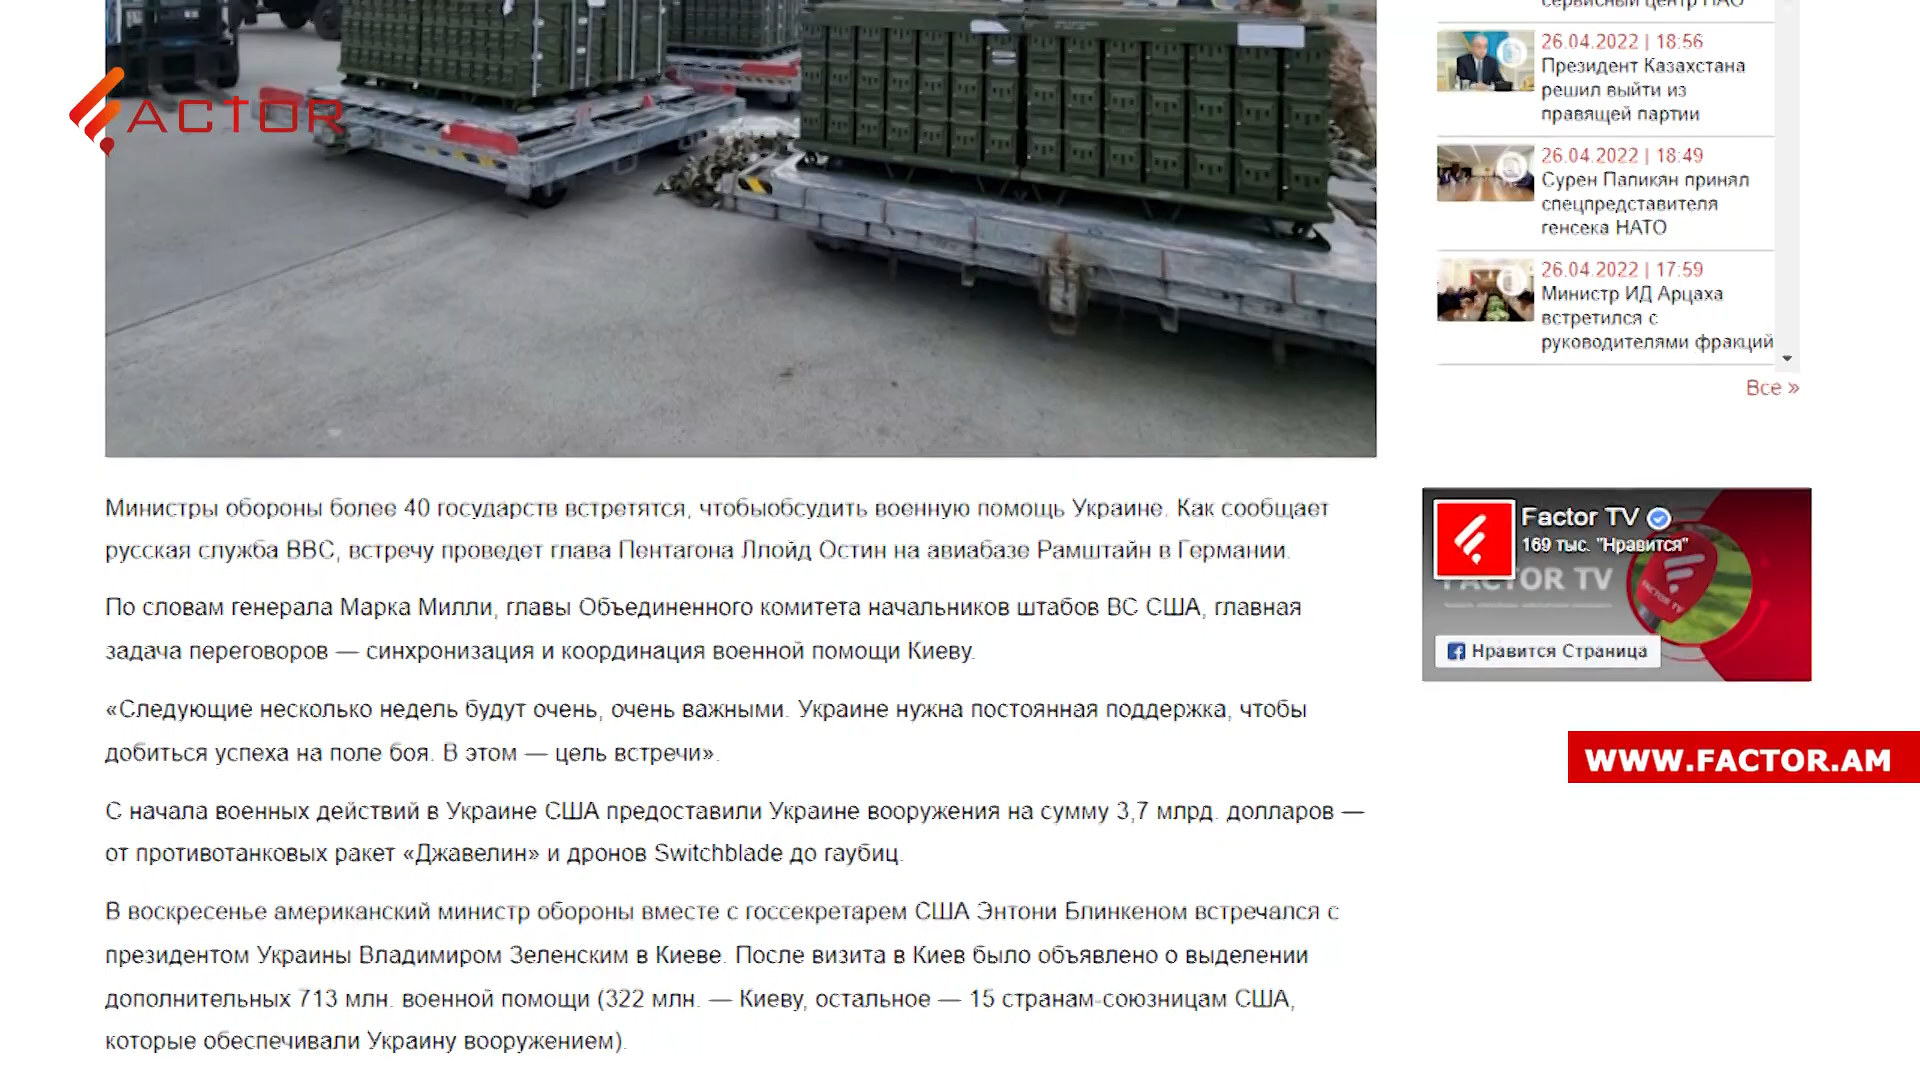 ACTOR
Министры обороны более 40 государств встретятся, чтобыобсудить военную помощь Украине. Как сообщает
русская служба BBC, встречу проведет глава Пентагона Ллойд Остин на авиабазе Рамштайн в Германии.
По словам генерала Марка Милли, главы Объединенного комитета начальников штабов ВС США, главная
задача переговоров — синхронизация и координация военной помощи Киеву.
«Следующие несколько недель будут очень, очень важными. Украине нужна постоянная поддержка, чтобы
добиться успеха на поле боя. В этом — цель встречи».
С начала военных действий в Украине США предоставили Украине вооружения на сумму 3,7 млрд. долларов —
от противотанковых ракет «Джавелин» и дронов Switchblade до гаубиц.
В воскресенье американский министр обороны вместе с госсекретарем США Энтони Блинкеном встречался с
президентом Украины Владимиром Зеленским в Киеве. После визита в Киев было объявлено о выделении
дополнительных 713 млн. военной помощи (322 млн. — Киеву, остальное — 15 странам-союзницам США,
которые обеспечивали Украину вооружением).
сервисный центр ПАО
26.04.2022 | 18:56
Президент Казахстана
решил выйти из
правящей партии
26.04.2022 | 18:49
Сурен Папикян принял
спецпредставителя
генсека НАТО
26.04.2022 | 17:59
Министр ИД Арцаха
встретился с
руководителями фракций
Все »
Factor TV
169 тыс. "Нравится"
FACTOR TV
FACTOR TV
Нравится Страница
WWW.FACTOR.AM